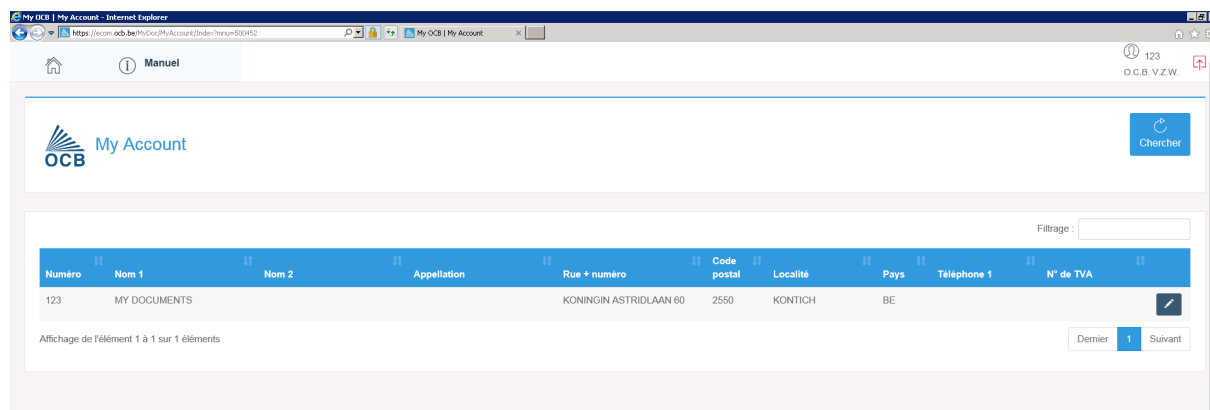 My OCB | My Account - Internet Explorer
https://ecom.ocb.be/MyDoc/MyAccount/Index?mnu=500452
My OCB | My Account
Manuel
123
O.C.B. V.Z.W.
OCB
My Account
Chercher
Filtrage :
Numéro Nom 1 Nom 2 Appellation Rue + numéro Code postal Localité Pays Téléphone 1 N° de TVA
123 MY DOCUMENTS KONINGIN ASTRIDLAAN 60 2550 KONTICH BE
Affichage de l'élément 1 à 1 sur 1 éléments
Dernier 1 Suivant